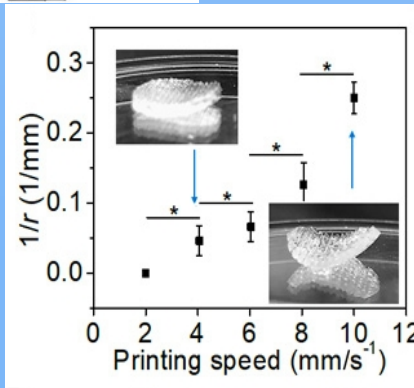 0.3
0.2
0.1
0.0
1/r (1/mm)
*
*
*
*
0 2 4 6 8 10 12
Printing speed (mm/s⁻¹)